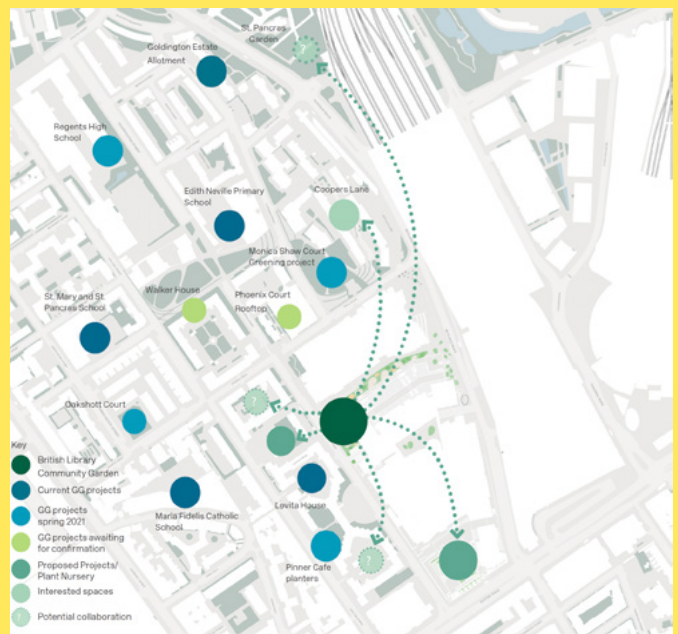 St. Pancras
Garden
?
Goldington Estate
Allotment
Regents High
School
Edith Neville Primary
School
Coopers Lane
Monica Shaw Court
Greening project
Walker House
Phoenix Court
Rooftop
St. Mary and St.
Pancras School
?
Oakshott Court
Levita House
Maria Fidelis Catholic
School
Pinner Cafe
planters
?
Key
British Library
Community Garden
Current GG projects
GG projects
spring 2021
GG projects awaiting
for confirmation
Proposed Projects/
Plant Nursery
Interested spaces
?
Potential collaboration